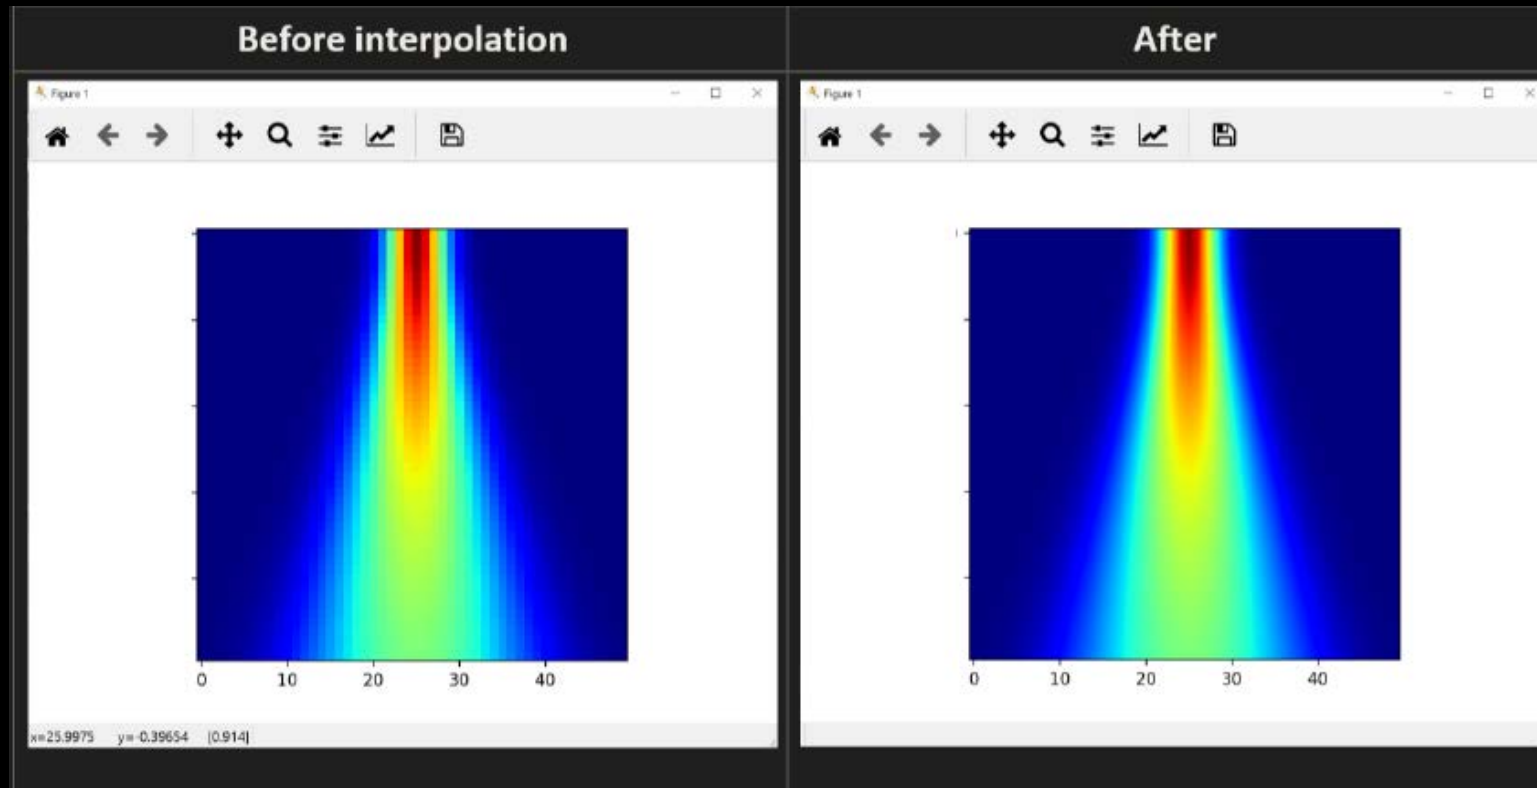 Before interpolation
After
Figure 1
Figure 1
0 10 20 30 40
0 10 20 30 40
x=25.9975 y=-0.39654 [0.914]